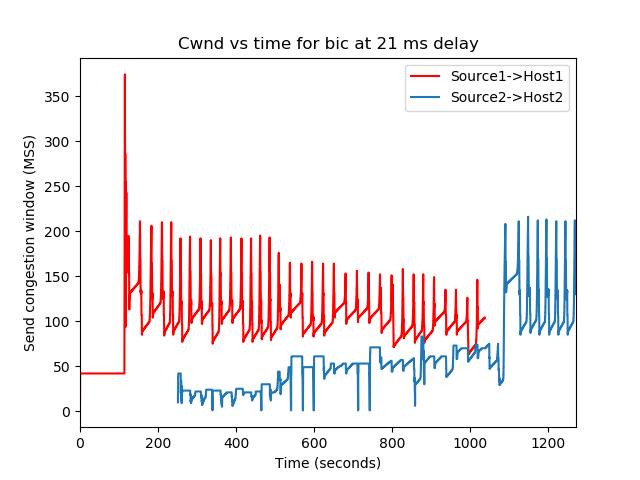 Cwnd vs time for bic at 21 ms delay
Source1->Host1
Source2->Host2
Send congestion window (MSS)
350
300
250
200
150
100
50
0
0 200 400 600 800 1000 1200
Time (seconds)